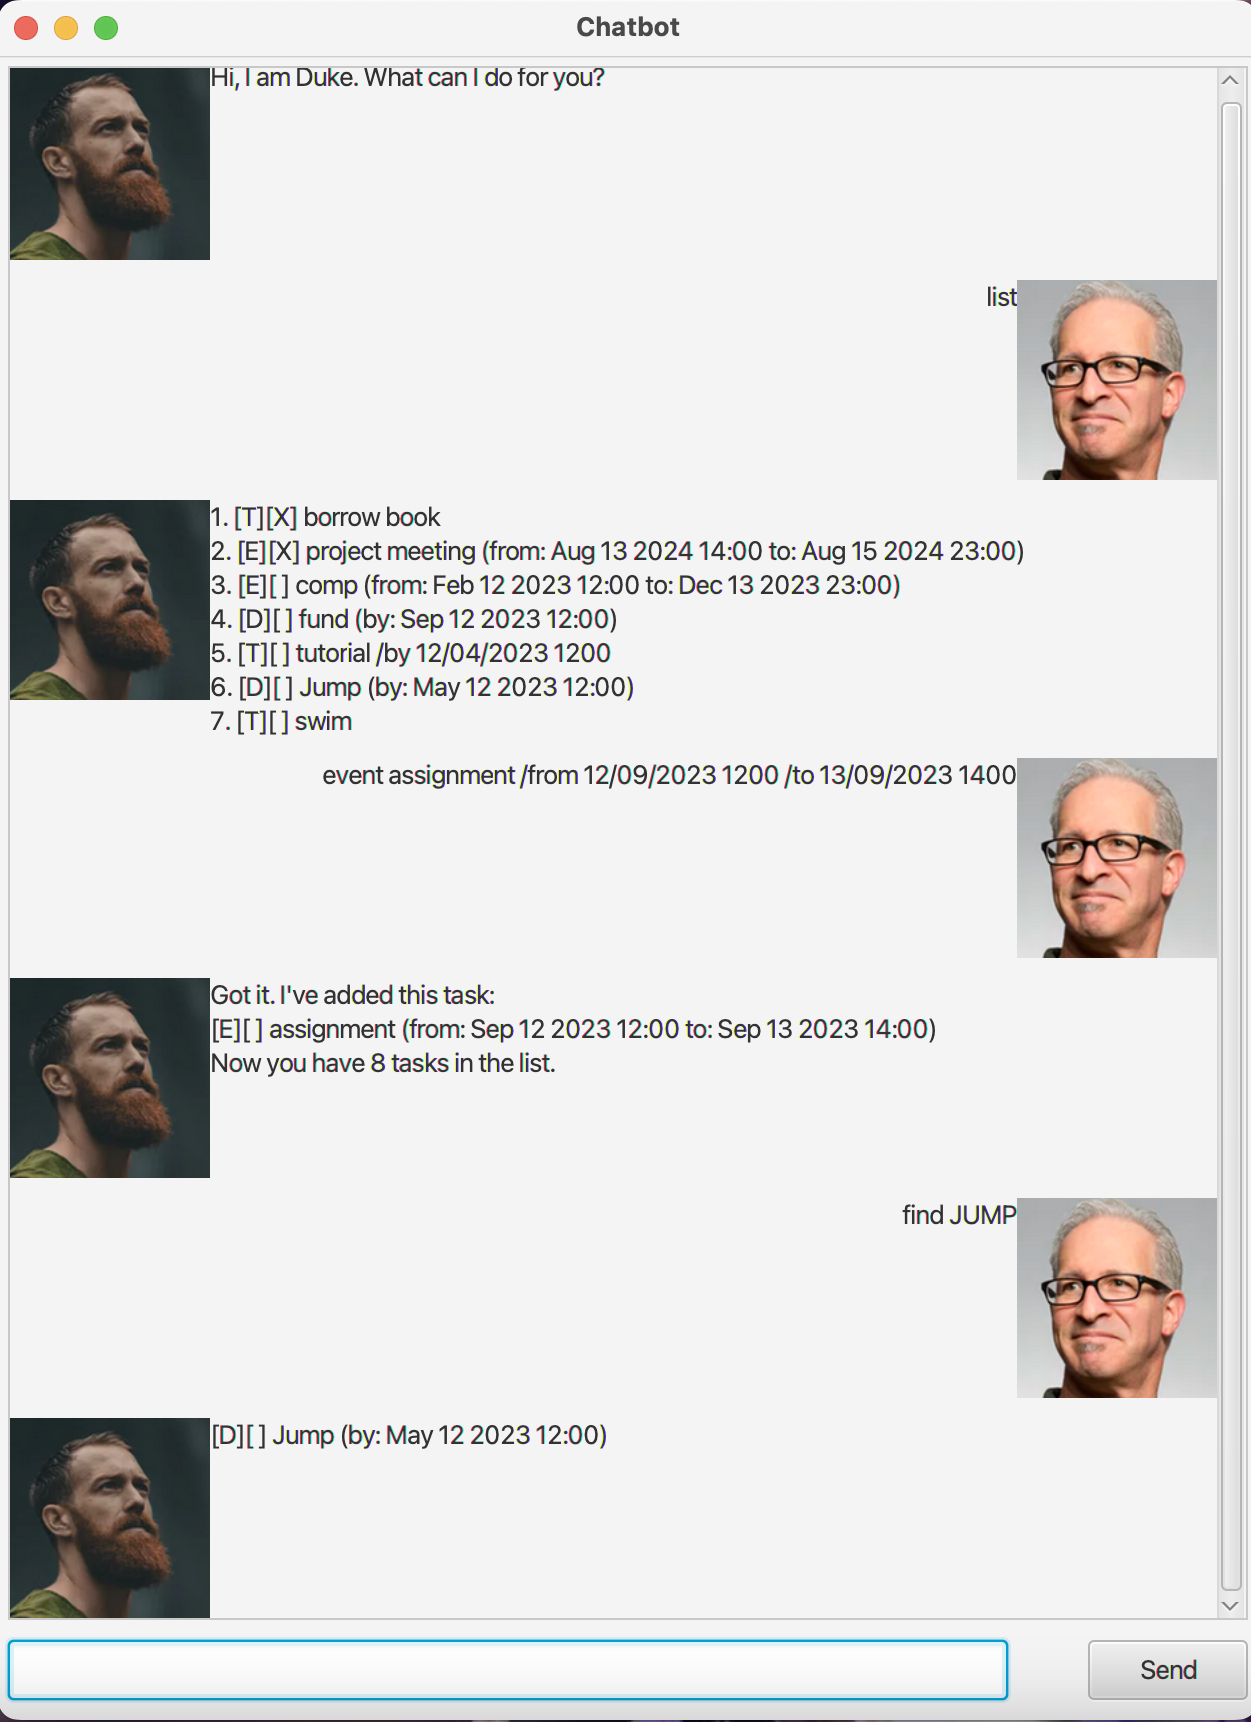 Chatbot
Hi, I am Duke. What can I do for you?
list
1. [T][X] borrow book
2. [E][X] project meeting (from: Aug 13 2024 14:00 to: Aug 15 2024 23:00)
3. [E][ ] comp (from: Feb 12 2023 12:00 to: Dec 13 2023 23:00)
4. [D][ ] fund (by: Sep 12 2023 12:00)
5. [T][ ] tutorial /by 12/04/2023 1200
6. [D][ ] Jump (by: May 12 2023 12:00)
7. [T][ ] swim
event assignment /from 12/09/2023 1200 /to 13/09/2023 1400
Got it. I've added this task:
[E][ ] assignment (from: Sep 12 2023 12:00 to: Sep 13 2023 14:00)
Now you have 8 tasks in the list.
find JUMP
[D][ ] Jump (by: May 12 2023 12:00)
Send